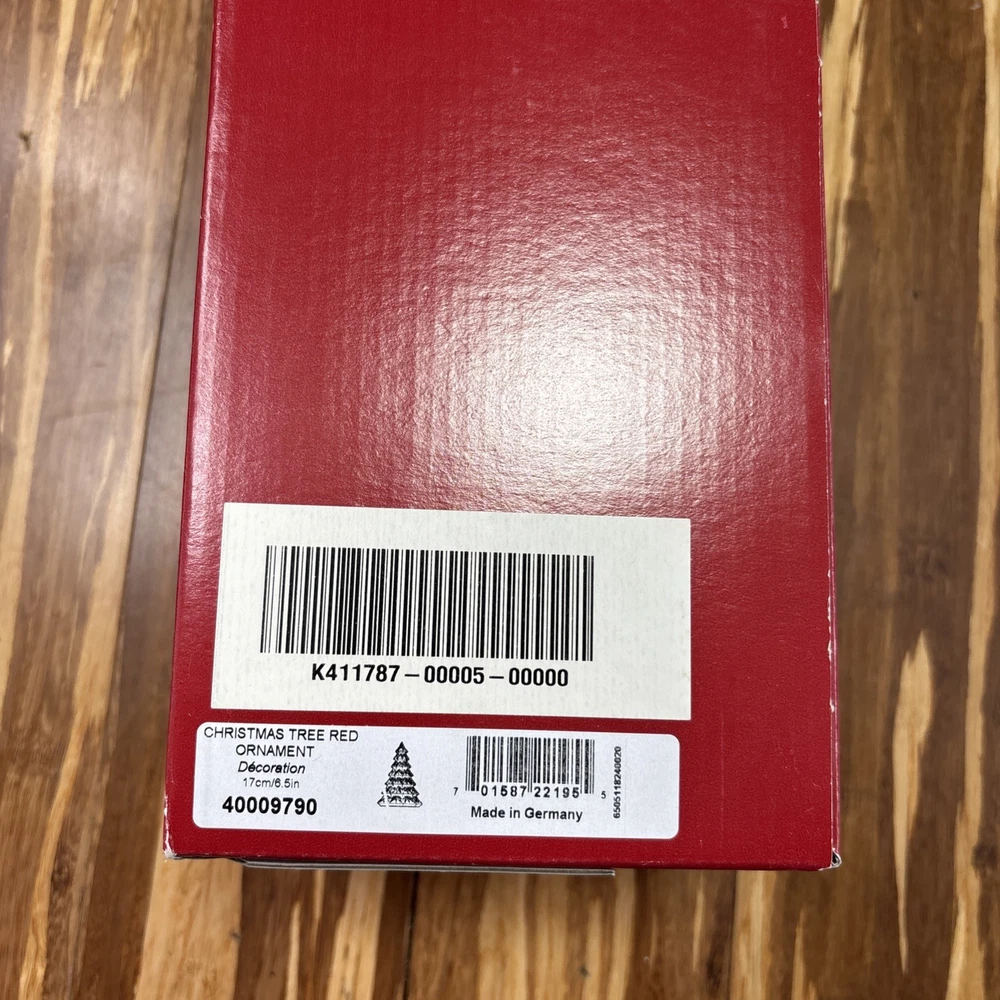 K411787 – 00005 – 00000
CHRISTMAS TREE RED
ORNAMENT
Décoration
17cm/6.5in
40009790
7 01587 22195 5
Made in Germany
6505118240020